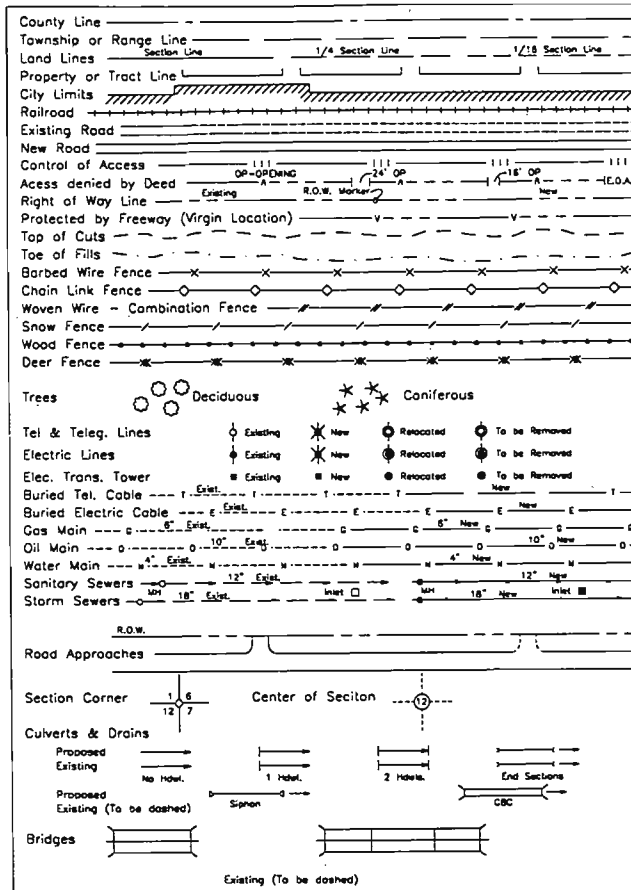 County Line
Township or Range Line
Land Lines Section Line 1/4 Section Line 1/16 Section Line
Property or Tract Line
City Limits
Railroad
Existing Road
New Road
Control of Access
OP-OPENING 24' OP 16' OP
Acess denied by Deed A A A E.O.A.
Existing R.O.W. Marker New
Right of Way Line
Protected by Freeway (Virgin Location) V V
Top of Cuts
Toe of Fills
Barbed Wire Fence
Chain Link Fence
Woven Wire - Combination Fence
Snow Fence
Wood Fence
Deer Fence
Trees Deciduous Coniferous
Tel & Teleg. Lines Existing New Relocated To be Removed
Electric Lines Existing New Relocated To be Removed
Elec. Trans. Tower Existing New Relocated To be Removed
Buried Tel. Cable T Exist. T T T New T
Buried Electric Cable E Exist. E E E E New E
Gas Main G 6" Exist. G G 6" New G G
Oil Main O 10" Exist. O O O O 10" New O
Water Main 4" Exist. 4" New
Sanitary Sewers 12" Exist. 12" New
MH Inlet MH Inlet
Storm Sewers 18" Exist. 18" New
R.O.W.
Road Approaches
Section Corner 1 6 Center of Seciton 12
12 7
Culverts & Drains
Proposed
Existing
No Hdwl. 1 Hdwl. 2 Hdwls. End Sections
Proposed
Existing (To be dashed) Siphon CBC
Bridges
Existing (To be dashed)